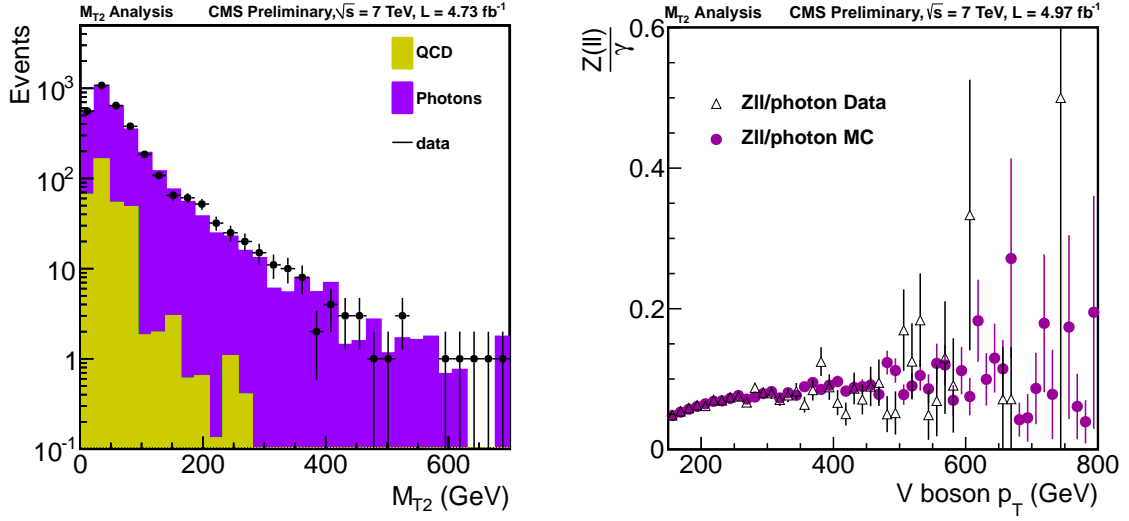 M_T2 Analysis CMS Preliminary,√s = 7 TeV, L = 4.73 fb⁻¹
Events
10³
10²
10
1
10⁻¹
QCD
Photons
data
0 200 400 600
M_T2 (GeV)
M_T2 Analysis CMS Preliminary,√s = 7 TeV, L = 4.97 fb⁻¹
Z(ll)
γ
0.6
0.4
0.2
0
Zll/photon Data
Zll/photon MC
200 300 400 500 600 700 800
V boson p_T (GeV)